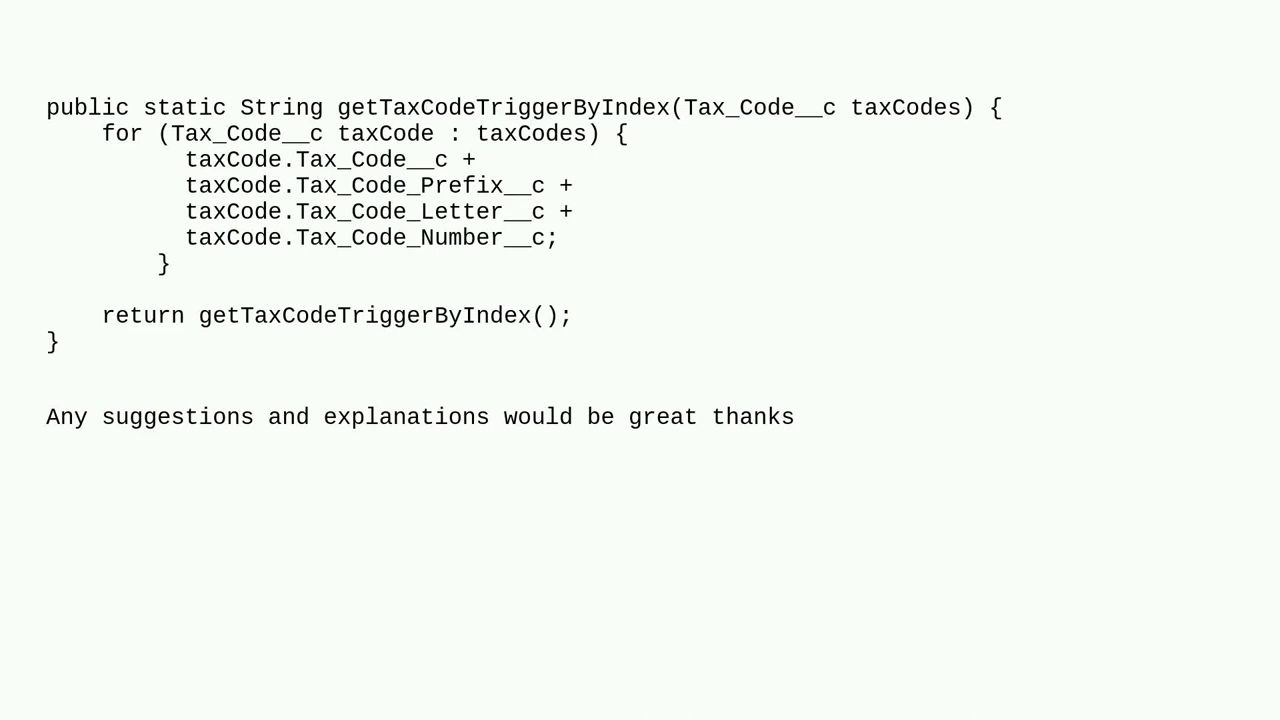 public static String getTaxCodeTriggerByIndex(Tax_Code__c taxCodes) {
    for (Tax_Code__c taxCode : taxCodes) {
          taxCode.Tax_Code__c +
          taxCode.Tax_Code_Prefix__c +
          taxCode.Tax_Code_Letter__c +
          taxCode.Tax_Code_Number__c;
        }
    return getTaxCodeTriggerByIndex();
}
Any suggestions and explanations would be great thanks